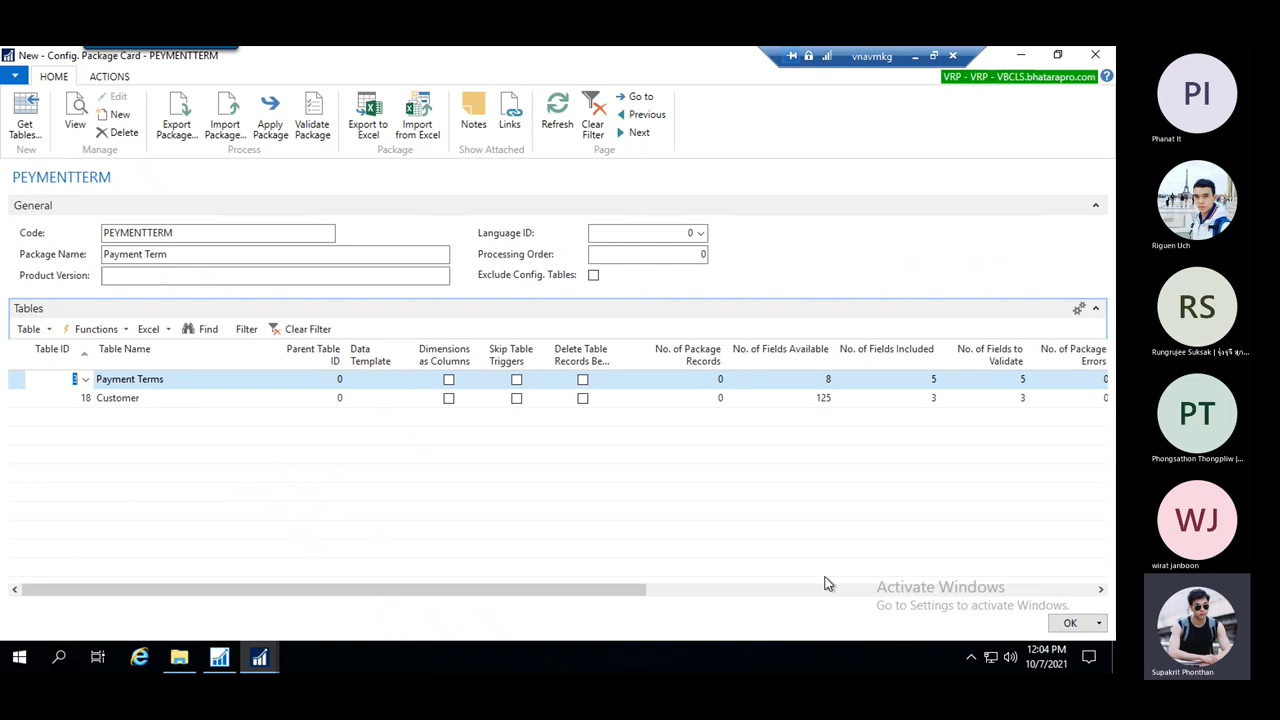 New - Config. Package Card - PEYMENTTERM
vnavmkg
HOME
ACTIONS
VRP - VRP - VBCLS.bhatarapro.com
Get Tables...
View
Edit
New
Delete
Export Package...
Import Package...
Apply Package
Validate Package
Export to Excel
Import from Excel
Notes
Links
Refresh
Clear Filter
Go to
Previous
Next
New
Manage
Process
Package
Show Attached
Page
PEYMENTTERM
General
Code: PEYMENTTERM
Language ID: 0
Package Name: Payment Term
Processing Order: 0
Product Version:
Exclude Config. Tables:
Tables
Table Functions Excel Find Filter Clear Filter
Table ID Table Name Parent Table ID Data Template Dimensions as Columns Skip Table Triggers Delete Table Records Be... No. of Package Records No. of Fields Available No. of Fields Included No. of Fields to Validate No. of Package Errors
3 Payment Terms 0 0 8 5 5 0
18 Customer 0 0 125 3 3 0
Activate Windows
Go to Settings to activate Windows.
OK
12:04 PM
10/7/2021
PI
Phanat It
Riguen Uch
RS
PT
WJ
wirat janboon
Supakrit Phonthan